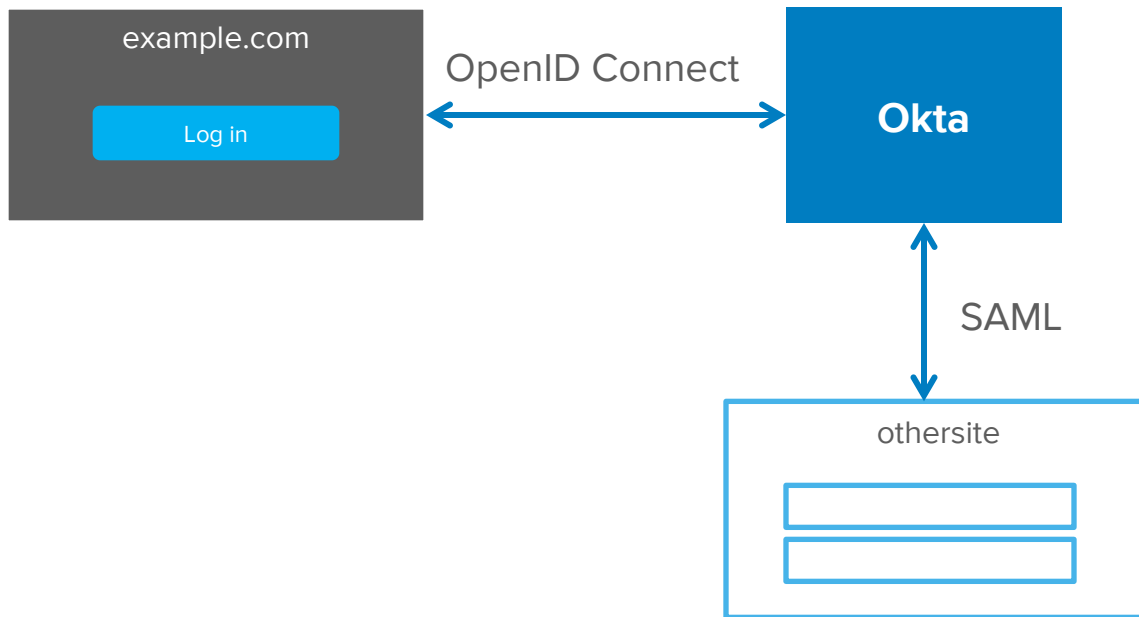 example.com
Log in
OpenID Connect
Okta
SAML
othersite